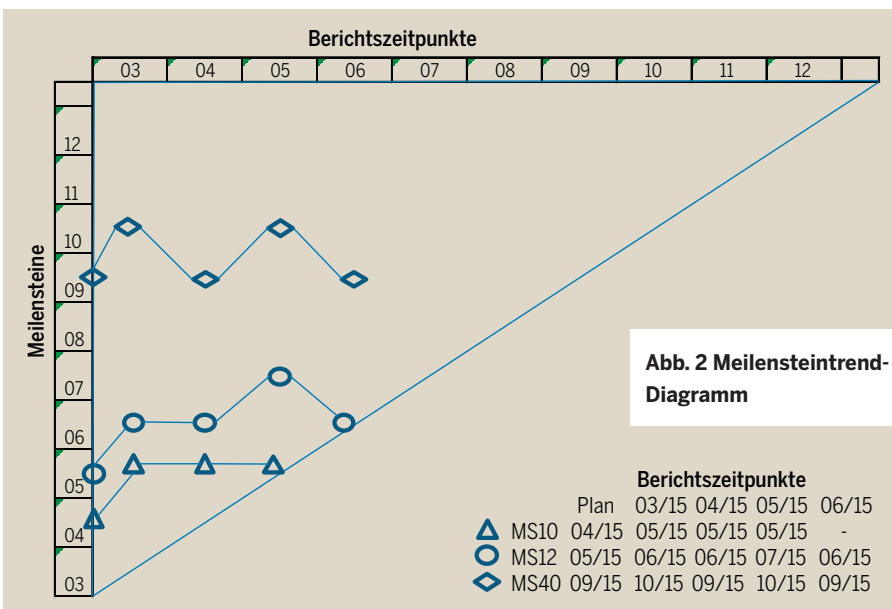 Berichtszeitpunkte
03 04 05 06 07 08 09 10 11 12
Meilensteine
12
11
10
09
08
07
06
05
04
03
Abb. 2 Meilensteintrend-
Diagramm
Berichtszeitpunkte
Plan 03/15 04/15 05/15 06/15
MS10 04/15 05/15 05/15 05/15 -
MS12 05/15 06/15 06/15 07/15 06/15
MS40 09/15 10/15 09/15 10/15 09/15